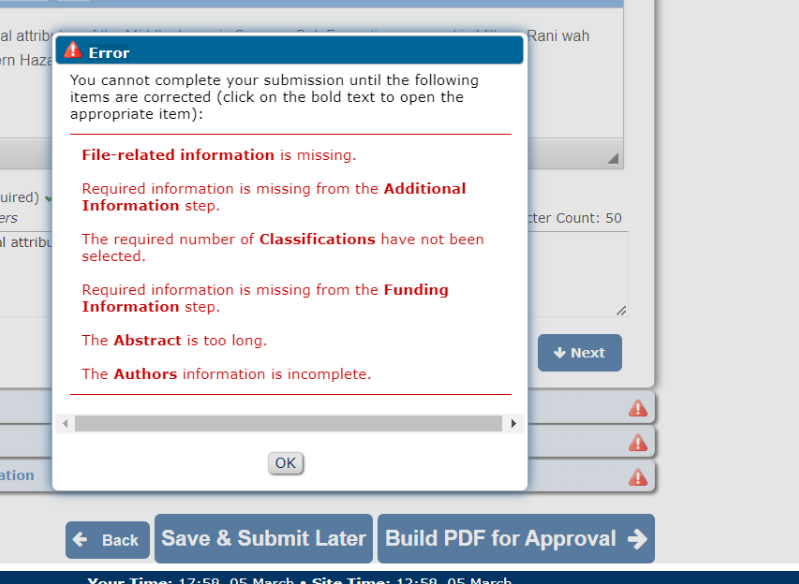 al attrib
Rani wah
ern Haza
Error
You cannot complete your submission until the following
items are corrected (click on the bold text to open the
appropriate item):
File-related information is missing.
Required information is missing from the Additional
Information step.
The required number of Classifications have not been
selected.
Required information is missing from the Funding
Information step.
The Abstract is too long.
The Authors information is incomplete.
OK
uired)
ers
cter Count: 50
al attribu
Next
ation
Back
Save & Submit Later
Build PDF for Approval
Your Time: 17:58, 05 March • Site Time: 12:58, 05 March